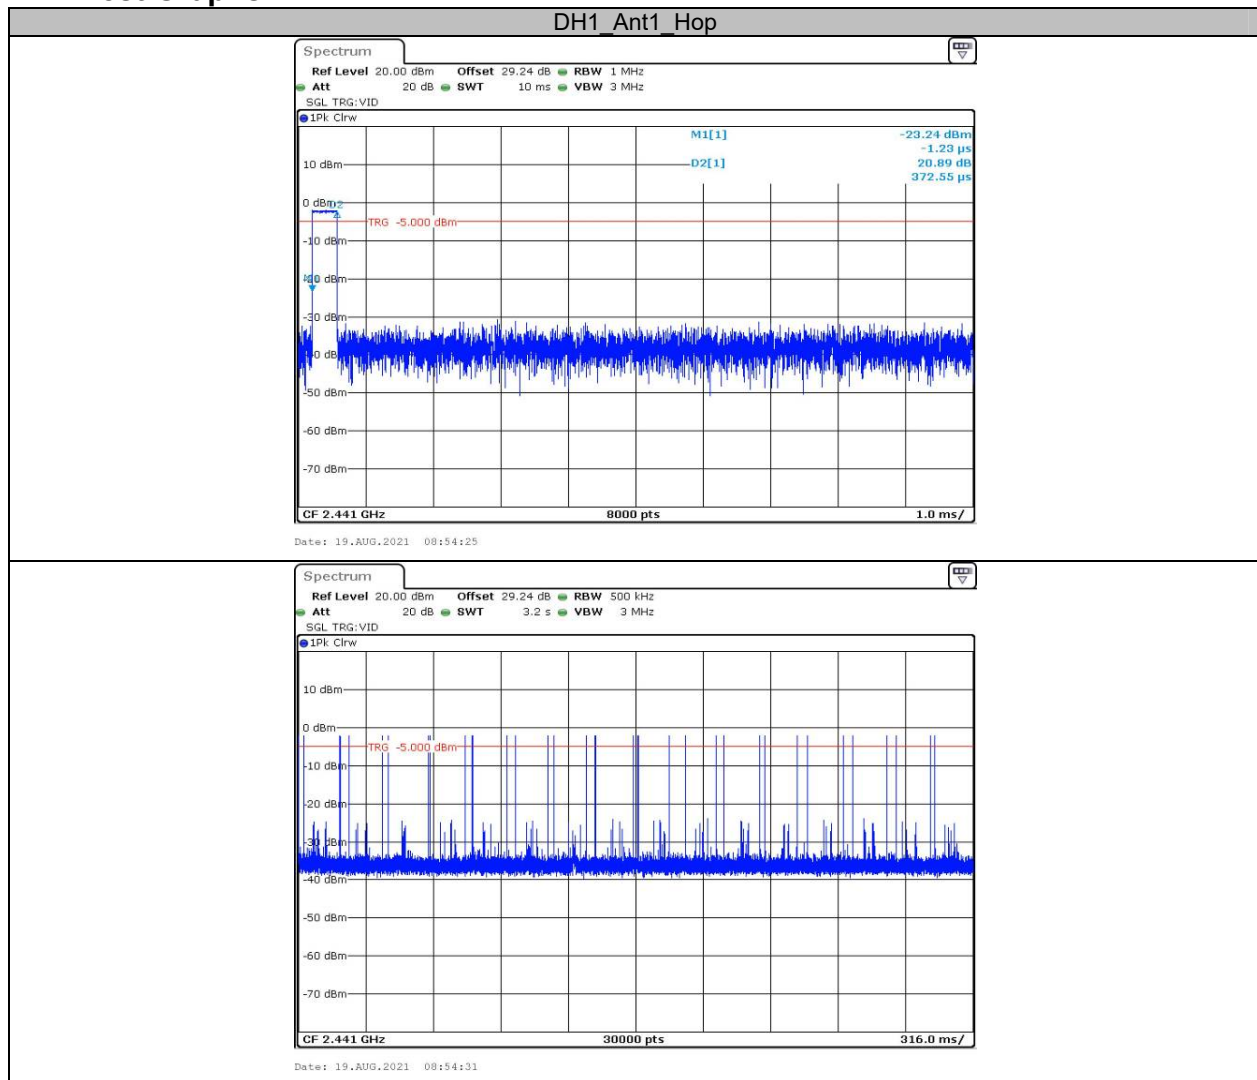 DH1_Ant1_Hop
Spectrum
Ref Level 20.00 dBm Offset 29.24 dB RBW 1 MHz
Att 20 dB SWT 10 ms VBW 3 MHz
SGL TRG:VID
1Pk Clrw
M1[1] -23.24 dBm
-1.23 µs
D2[1] 20.89 dB
372.55 µs
10 dBm
0 dBm
D2
TRG -5.000 dBm
-10 dBm
dBm
-30 dBm
-50 dBm
-60 dBm
-70 dBm
CF 2.441 GHz 8000 pts 1.0 ms/
Date: 19.AUG.2021 08:54:25
Spectrum
Ref Level 20.00 dBm Offset 29.24 dB RBW 500 kHz
Att 20 dB SWT 3.2 s VBW 3 MHz
SGL TRG:VID
1Pk Clrw
10 dBm
0 dBm
TRG -5.000 dBm
-10 dBm
-20 dBm
-30 dBm
-40 dBm
-50 dBm
-60 dBm
-70 dBm
CF 2.441 GHz 30000 pts 316.0 ms/
Date: 19.AUG.2021 08:54:31